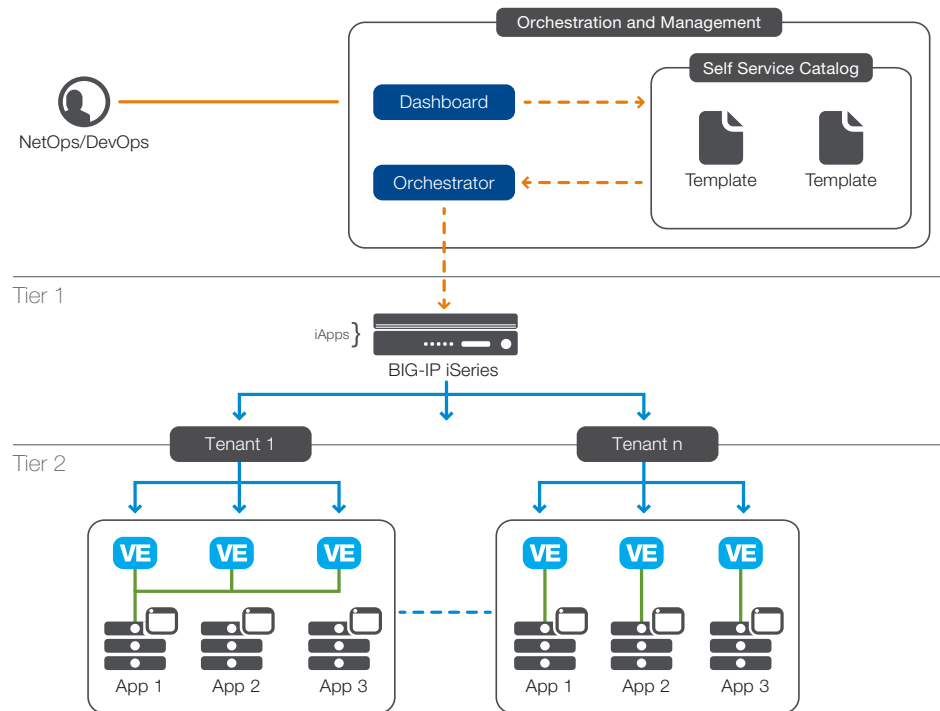 Orchestration and Management
Self Service Catalog
Dashboard
NetOps/DevOps
Orchestrator
Template
Template
Tier 1
iApps
BIG-IP iSeries
Tenant 1
Tenant n
Tier 2
VE
VE
VE
VE
VE
VE
App 1
App 2
App 3
App 1
App 2
App 3